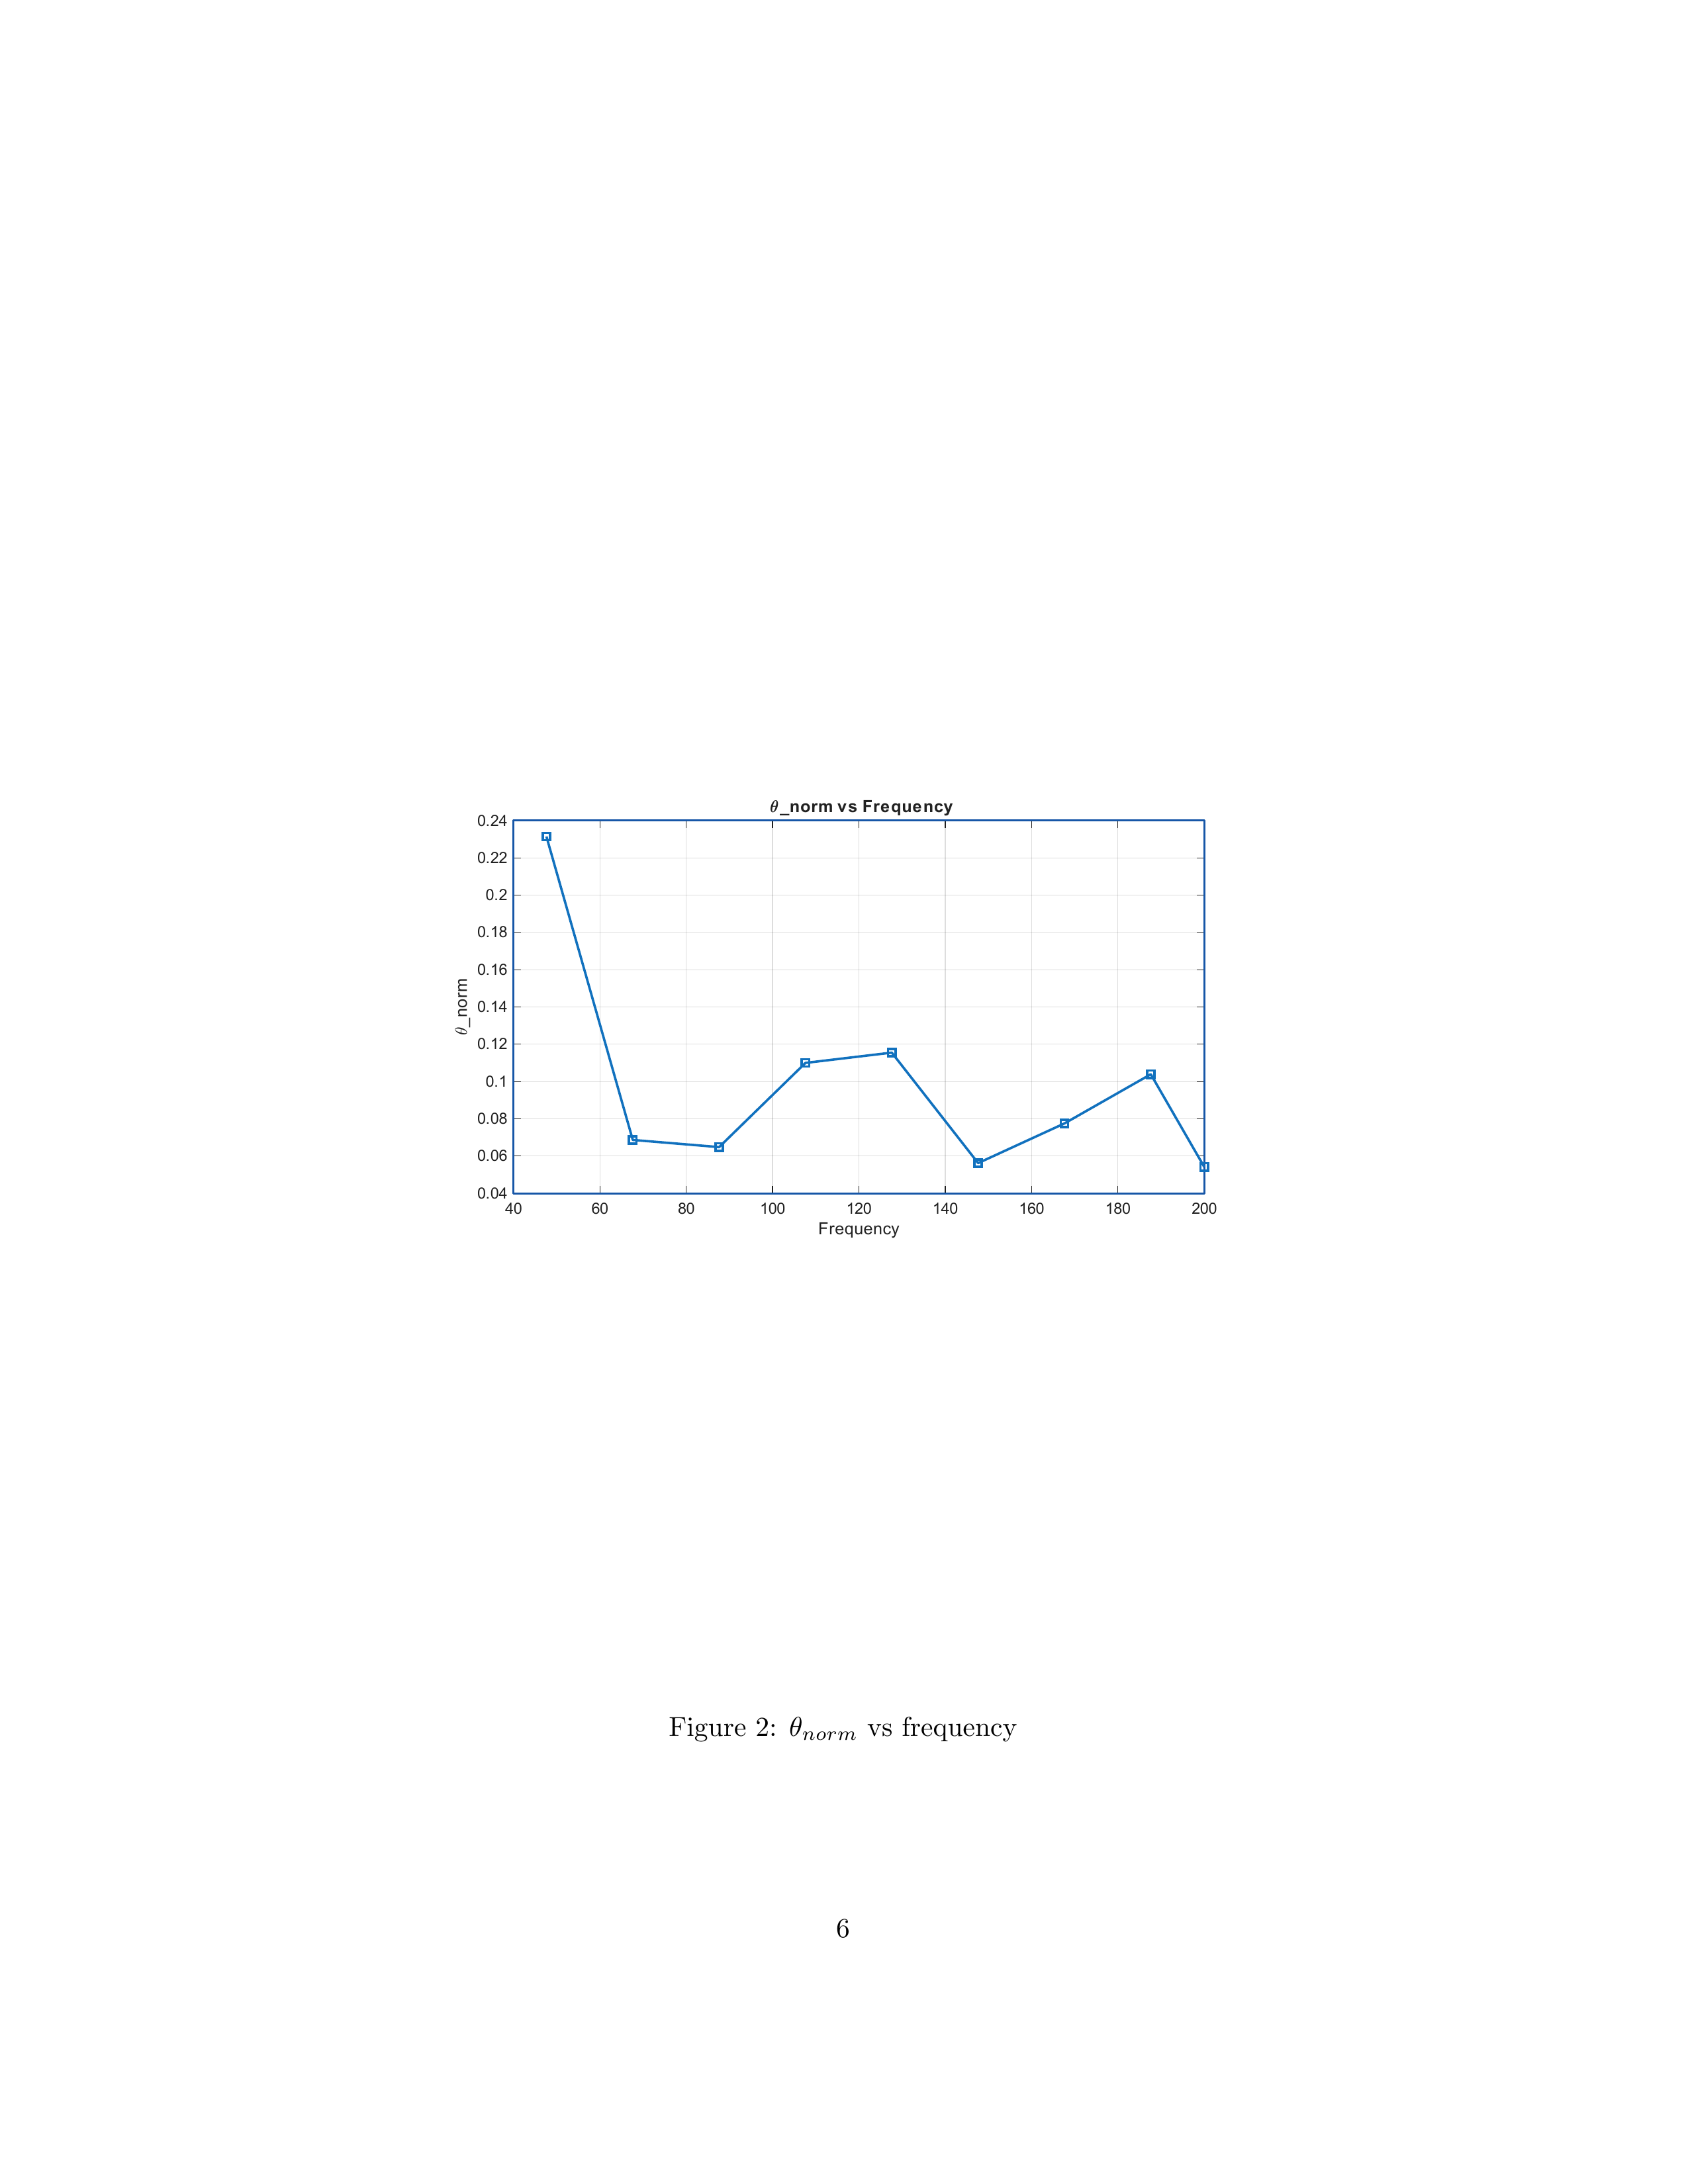 θ_norm vs Frequency
0.24
0.22
0.2
0.18
0.16
0.14
0.12
0.1
0.08
0.06
0.04
θ_norm
40 60 80 100 120 140 160 180 200
Frequency
Figure 2: θnorm vs frequency
6